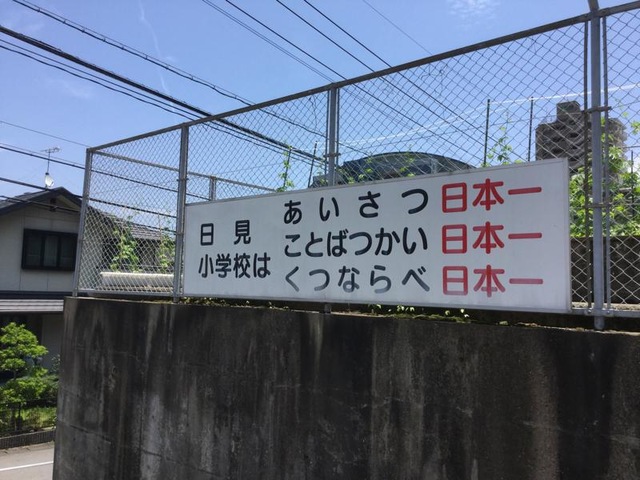 日見
小学校は
あいさつ日本一
ことばつかい日本一
くつならべ日本一